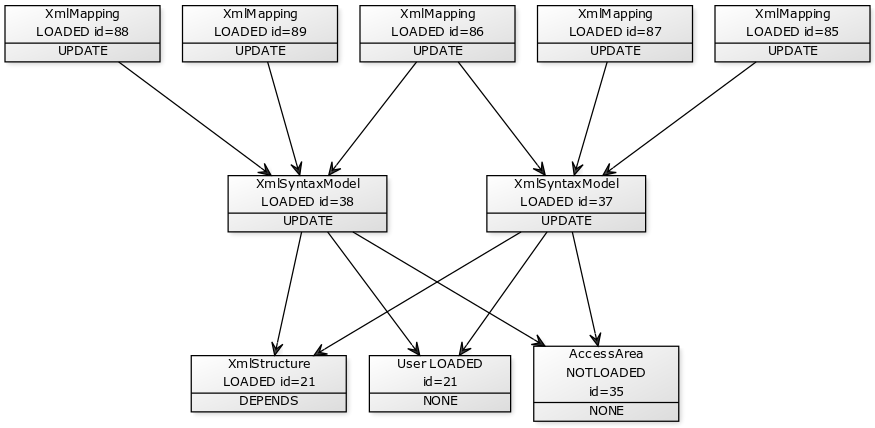 XmlMapping
LOADED id=88
UPDATE
XmlMapping
LOADED id=89
UPDATE
XmlMapping
LOADED id=86
UPDATE
XmlMapping
LOADED id=87
UPDATE
XmlMapping
LOADED id=85
UPDATE
XmlSyntaxModel
LOADED id=38
UPDATE
XmlSyntaxModel
LOADED id=37
UPDATE
XmlStructure
LOADED id=21
DEPENDS
User LOADED
id=21
NONE
AccessArea
NOTLOADED
id=35
NONE